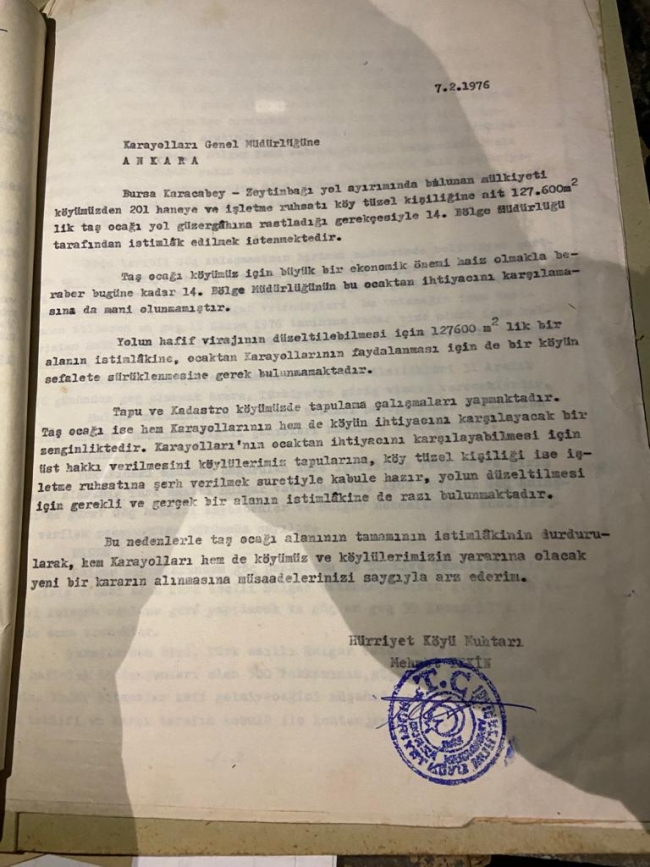 7.2.1976
Karayolları Genel Müdürlüğüne
A N K A R A
Bursa Karacabey - Zeytinbağı yol ayırımında bulunan mülkiyeti
köyümüzden 201 haneye ve işletme ruhsatı köy tüzel kişiliğine ait 127.600m²
lik taş ocağı yol güzergâhına rastladığı gerekçesiyle 14. Bölge Müdürlüğü
tarafından istimlâk edilmek istenmektedir.
Taş ocağı köyümüz için büyük bir ekonomik önemi haiz olmakla be-
raber bugüne kadar 14. Bölge Müdürlüğünün bu ocaktan ihtiyacını karşılama-
sına da mani olunmamıştır.
Yolun hafif virajının düzeltilebilmesi için 127600 m² lik bir
alanın istimlâkine, ocaktan Karayollarının faydalanması için de bir köyün
sefalete sürüklenmesine gerek bulunmamaktadır.
Tapu ve Kadastro köyümüzde tapulama çalışmaları yapmaktadır.
Taş ocağı ise hem Karayollarının hem de köyün ihtiyacını karşılayacak bir
zenginliktedir. Karayolları'nın ocaktan ihtiyacını karşılayabilmesi için
üst hakkı verilmesini köylülerimiz tapularına, köy tüzel kişiliği ise iş-
letme ruhsatına şerh verilmek suretiyle kabule hazır, yolun düzeltilmesi
için gerekli ve gerçek bir alanın istimlâkine de razı bulunmaktadır.
Bu nedenlerle taş ocağı alanının tamamının istimlâkinin durduru-
larak, hem Karayolları hem de köyümüz ve köylülerimizin yararına olacak
yeni bir kararın alınmasına müsaadelerinizi saygıyla arz ederim.
Hürriyet Köyü Muhtarı
T.C